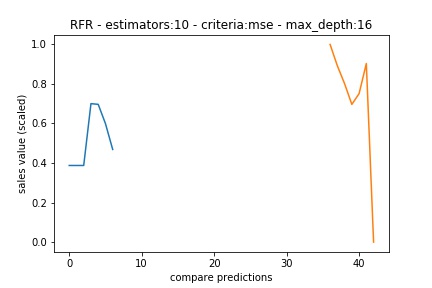 RFR - estimators:10 - criteria:mse - max_depth:16
1.0
0.8
0.6
0.4
0.2
0.0
sales value (scaled)
0 10 20 30 40
compare predictions